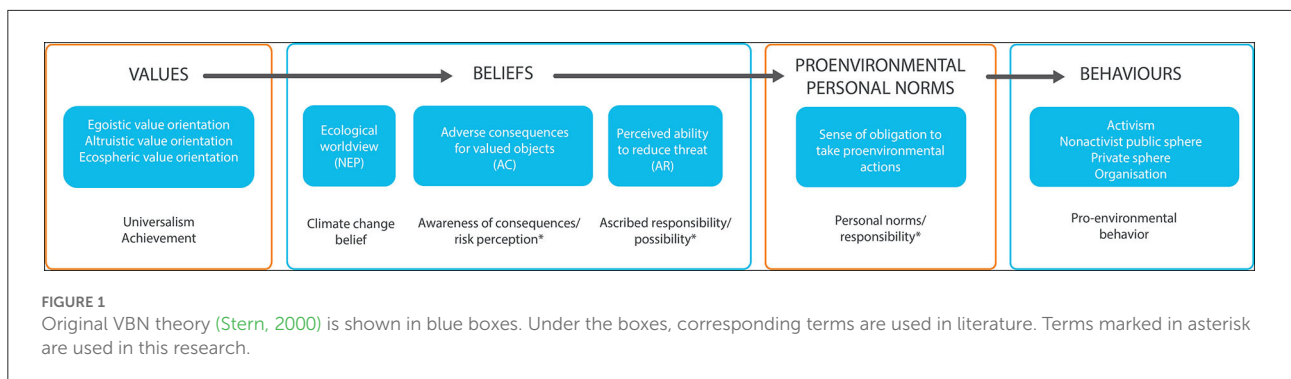 VALUES
BELIEFS
PROENVIRONMENTAL
PERSONAL NORMS
BEHAVIOURS
Egoistic value orientation
Altruistic value orientation
Ecospheric value orientation
Ecological
worldview
(NEP)
Adverse consequences
for valued objects
(AC)
Perceived ability
to reduce threat
(AR)
Sense of obligation to
take proenvironmental
actions
Activism
Nonactivist public sphere
Private sphere
Organisation
Universalism
Achievement
Climate change
belief
Awareness of consequences/
risk perception*
Ascribed responsibility/
possibility*
Personal norms/
responsibility*
Pro-environmental
behavior
FIGURE 1
Original VBN theory (Stern, 2000) is shown in blue boxes. Under the boxes, corresponding terms are used in literature. Terms marked in asterisk
are used in this research.